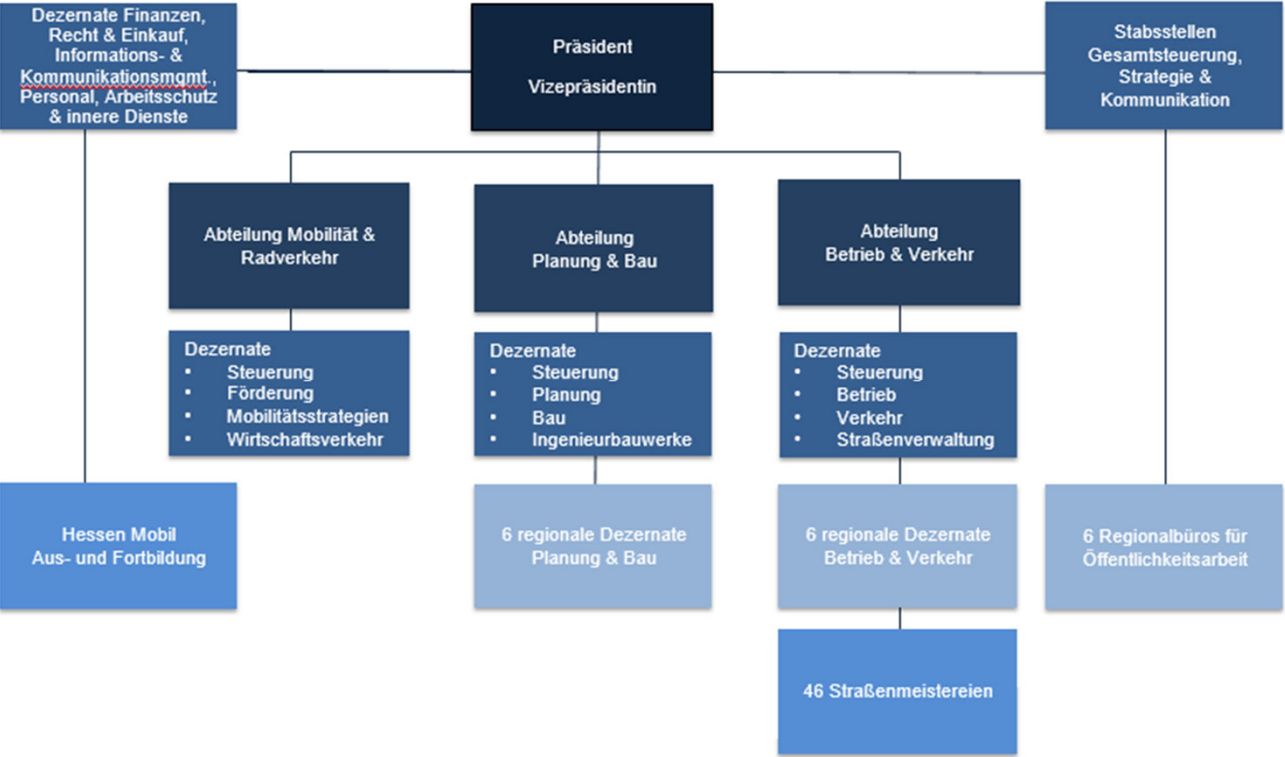 Dezernate Finanzen,
Recht & Einkauf,
Informations- &
Kommunikationsmgmt.,
Personal, Arbeitsschutz
& innere Dienste
Präsident
Vizepräsidentin
Stabsstellen
Gesamtsteuerung,
Strategie &
Kommunikation
Abteilung Mobilität &
Radverkehr
Abteilung
Planung & Bau
Abteilung
Betrieb & Verkehr
Dezernate
▪ Steuerung
▪ Förderung
▪ Mobilitätsstrategien
▪ Wirtschaftsverkehr
Dezernate
▪ Steuerung
▪ Planung
▪ Bau
▪ Ingenieurbauwerke
Dezernate
▪ Steuerung
▪ Betrieb
▪ Verkehr
▪ Straßenverwaltung
Hessen Mobil
Aus- und Fortbildung
6 regionale Dezernate
Planung & Bau
6 regionale Dezernate
Betrieb & Verkehr
6 Regionalbüros für
Öffentlichkeitsarbeit
46 Straßenmeistereien